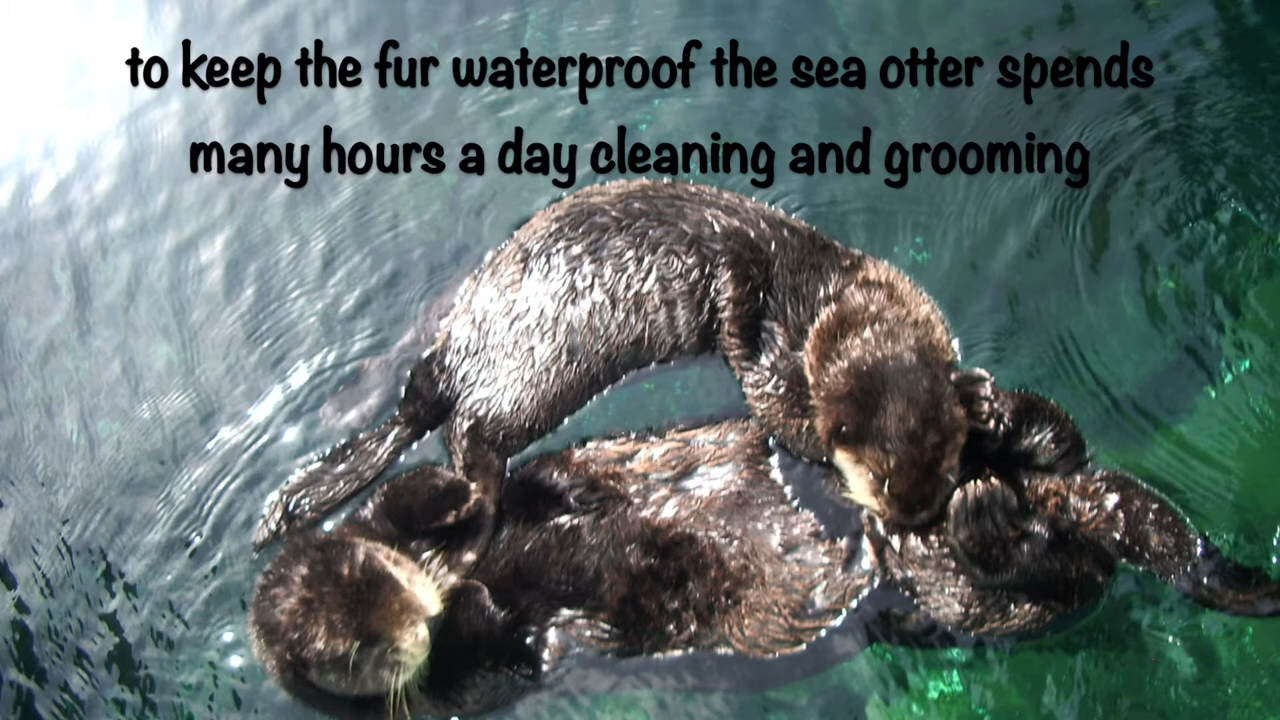 to keep the fur waterproof the sea otter spends
many hours a day cleaning and grooming